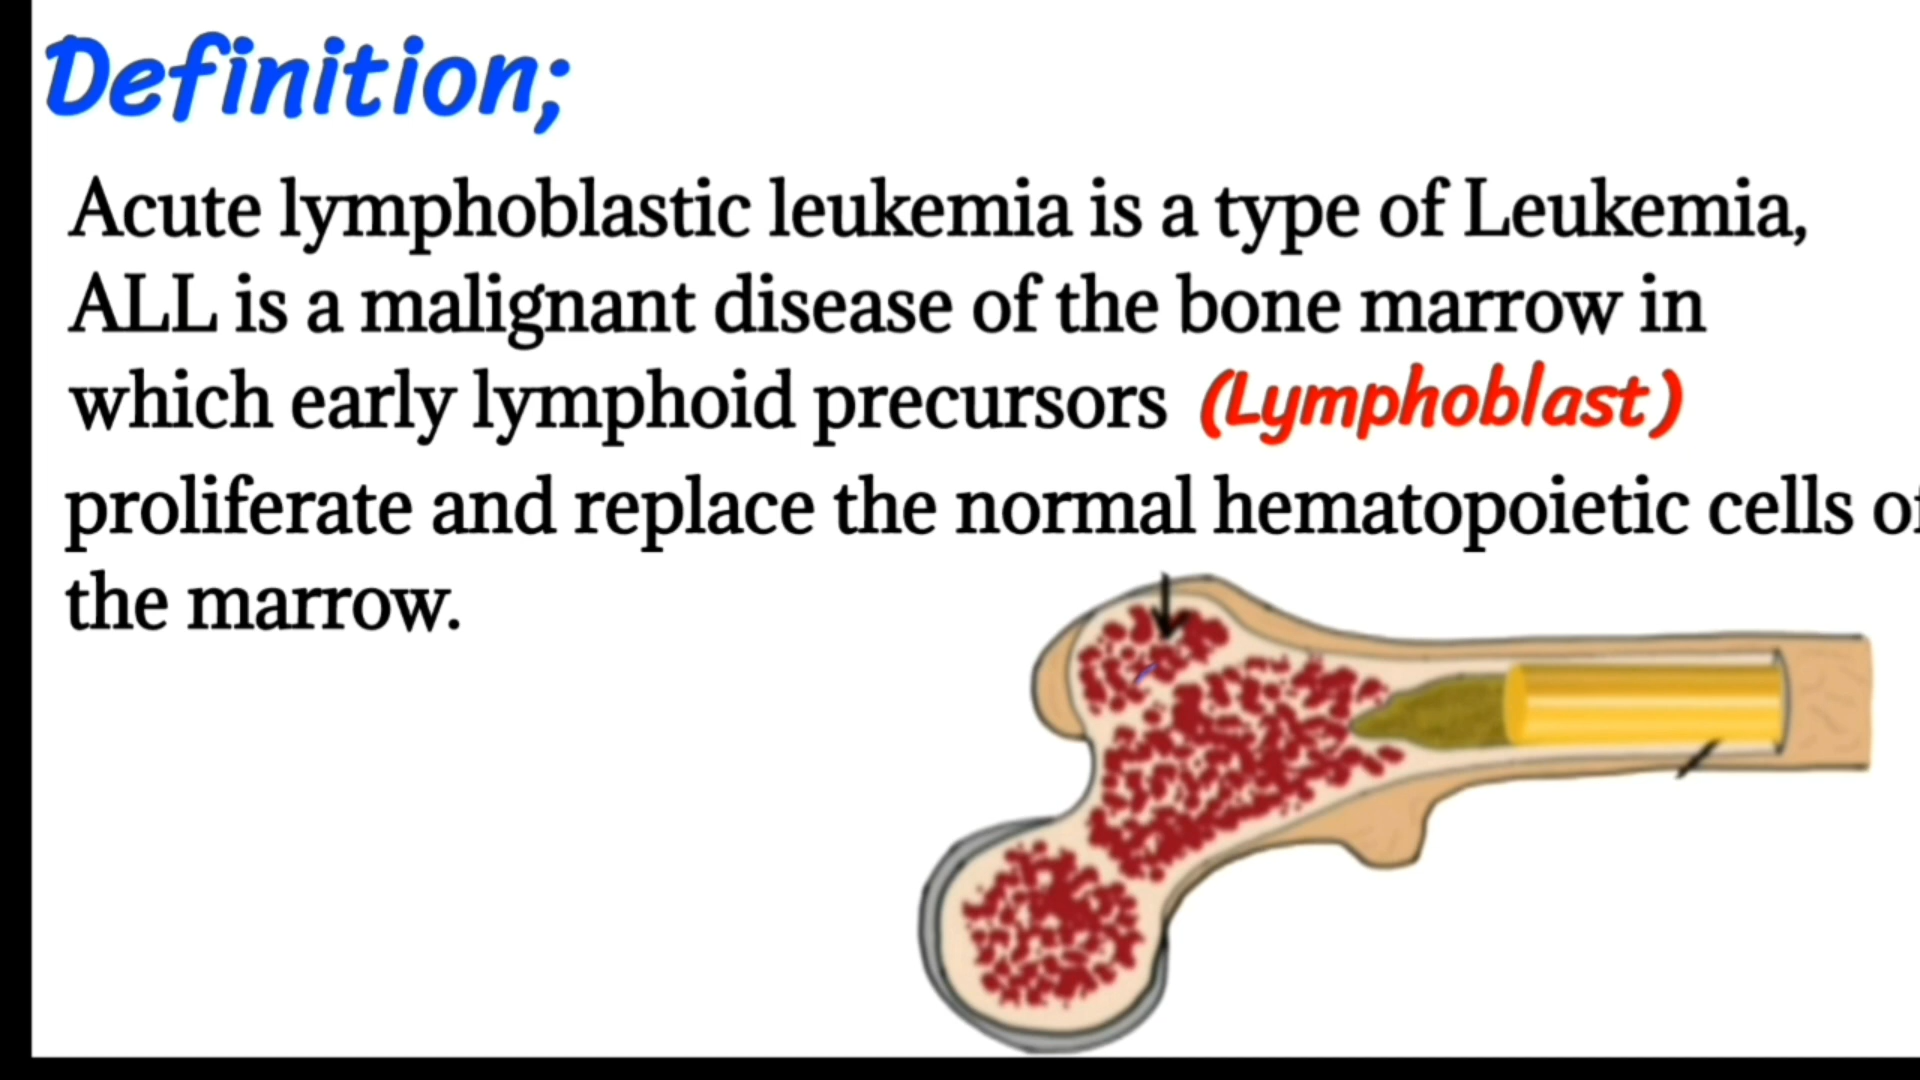 Definition;
Acute lymphoblastic leukemia is a type of Leukemia,
ALL is a malignant disease of the bone marrow in
which early lymphoid precursors (Lymphoblast)
proliferate and replace the normal hematopoietic cells of
the marrow.